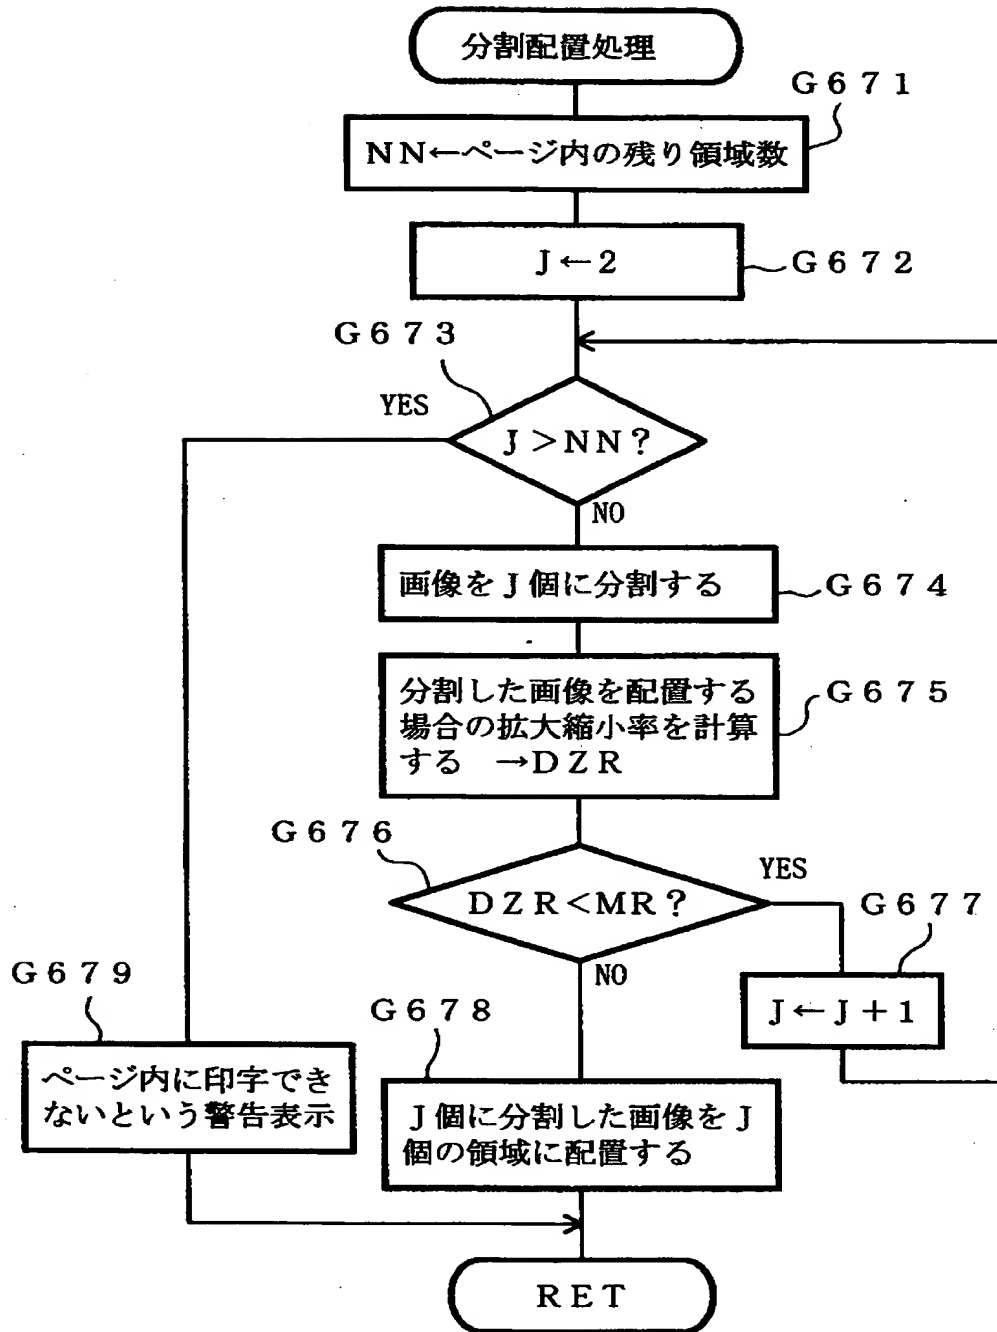 分割配置処理
G671
NN←ページ内の残り領域数
J←2
G672
G673
YES
J>NN?
NO
画像をJ個に分割する
G674
分割した画像を配置する
場合の拡大縮小率を計算
する →DZR
G675
G676
YES
DZR<MR?
G677
NO
J←J+1
G679
G678
ページ内に印字でき
ないという警告表示
J個に分割した画像をJ
個の領域に配置する
RET